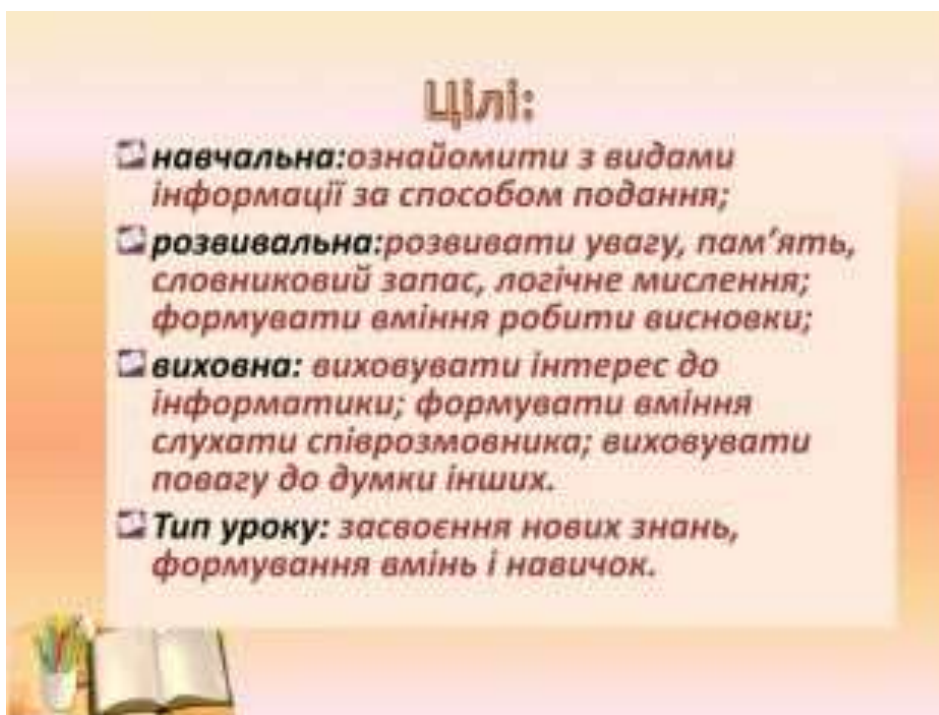 Цілі:
навчальна:ознайомити з видами
інформації за способом подання;
розвивальна:розвивати увагу, пам’ять,
словниковий запас, логічне мислення;
формувати вміння робити висновки;
виховна: виховувати інтерес до
інформатики; формувати вміння
слухати співрозмовника; виховувати
повагу до думки інших.
Тип уроку: засвоєння нових знань,
формування вмінь і навичок.